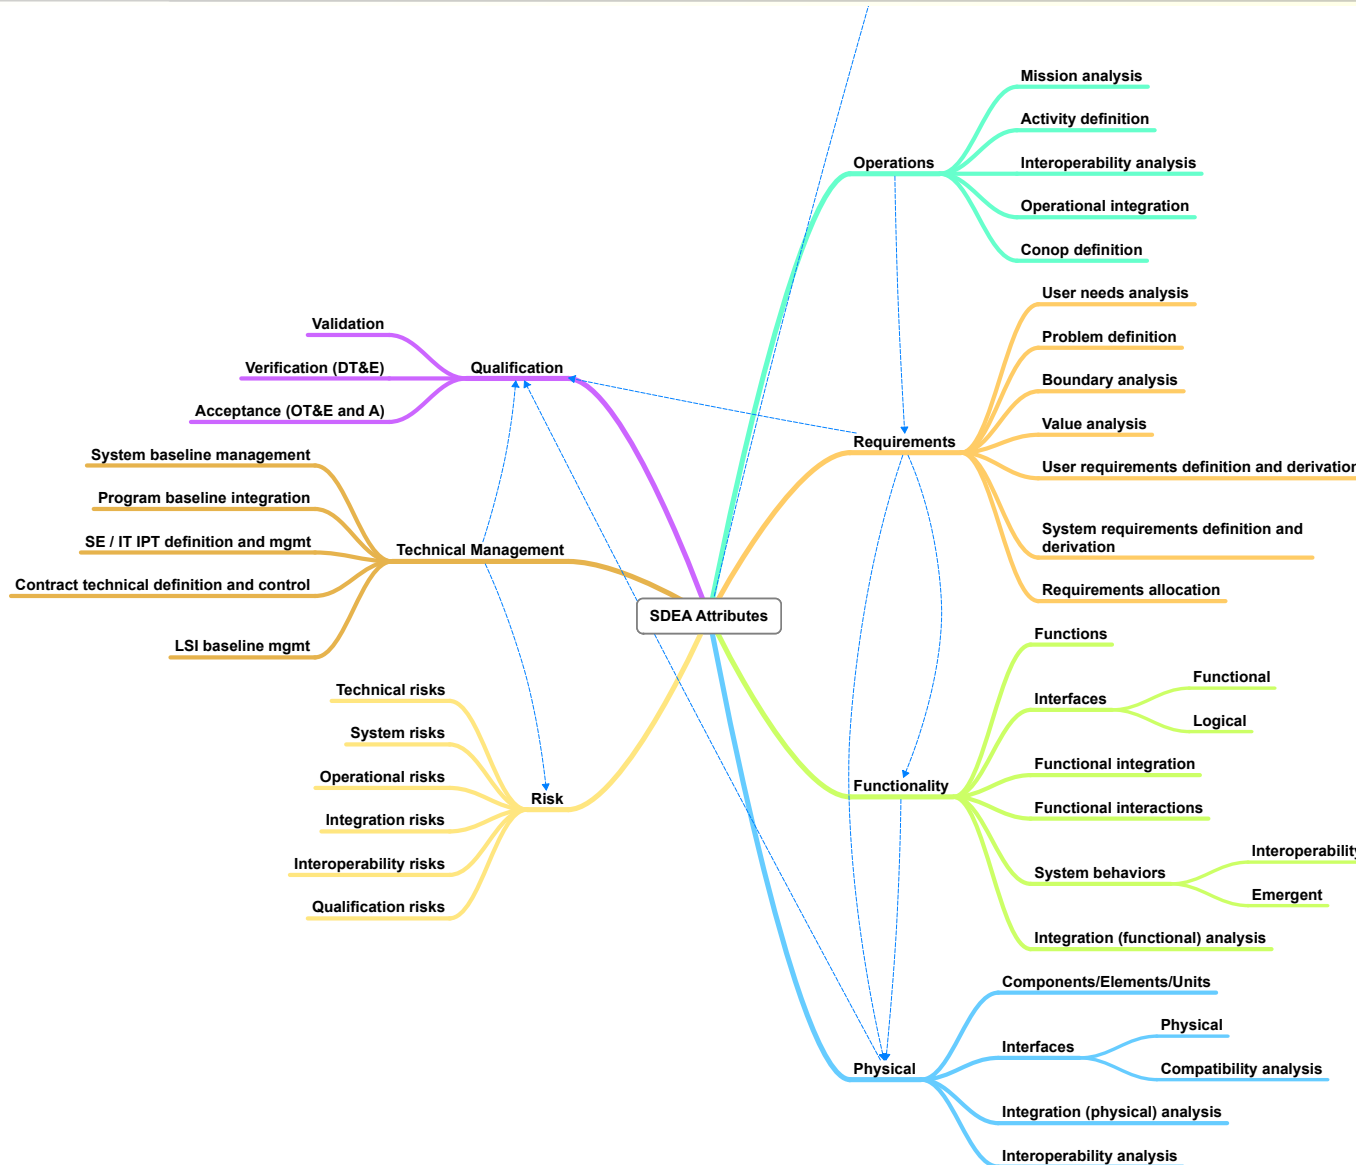 Mission analysis
Activity definition
Operations
Interoperability analysis
Operational integration
Conop definition
User needs analysis
Problem definition
Boundary analysis
Value analysis
Requirements
User requirements definition and derivation
System requirements definition and
derivation
Requirements allocation
Validation
Qualification
Verification (DT&E)
Acceptance (OT&E and A)
System baseline management
Program baseline integration
SE / IT IPT definition and mgmt
Technical Management
Contract technical definition and control
LSI baseline mgmt
SDEA Attributes
Technical risks
System risks
Operational risks
Risk
Integration risks
Interoperability risks
Qualification risks
Functions
Interfaces
Functional
Logical
Functional integration
Functionality
Functional interactions
System behaviors
Interoperability
Emergent
Integration (functional) analysis
Components/Elements/Units
Interfaces
Physical
Compatibility analysis
Physical
Integration (physical) analysis
Interoperability analysis